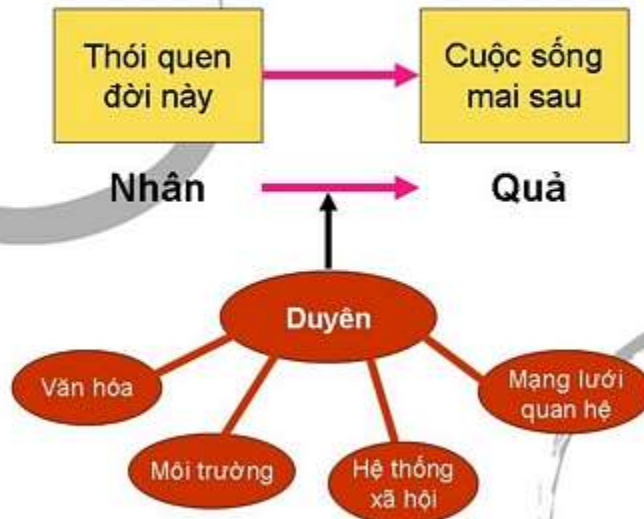 Thói quen
đời này
Cuộc sống
mai sau
Nhân
Quả
Duyên
Văn hóa
Môi trường
Hệ thống
xã hội
Mạng lưới
quan hệ